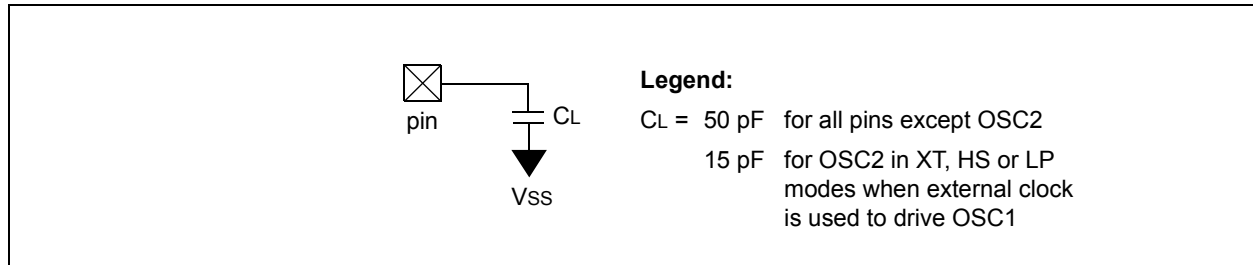 pin
CL
VSS
Legend:
CL = 50 pF for all pins except OSC2
15 pF for OSC2 in XT, HS or LP
modes when external clock
is used to drive OSC1